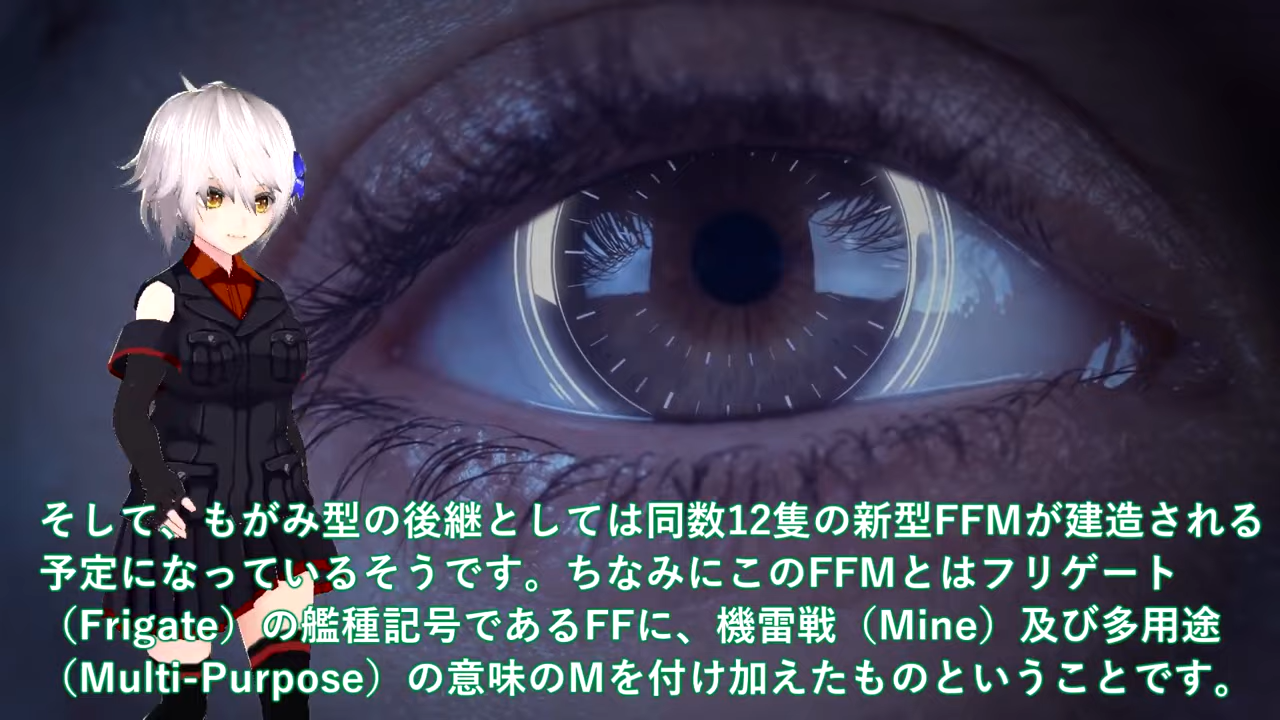 そして、もがみ型の後継としては同数12隻の新型FFMが建造される
予定になっているそうです。ちなみにこのFFMとはフリゲート
（Frigate）の艦種記号であるFFに、機雷戦（Mine）及び多用途
（Multi-Purpose）の意味のMを付け加えたものということです。